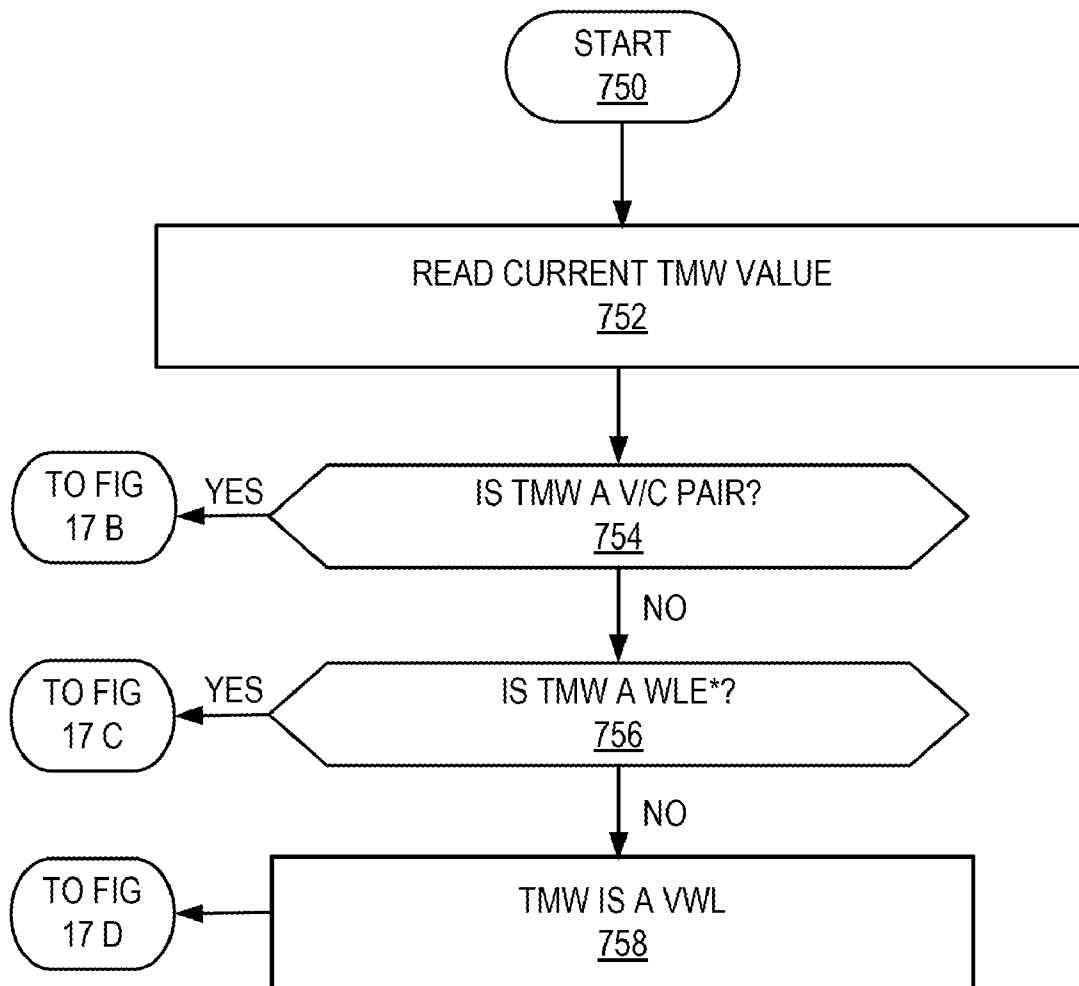 START
750
READ CURRENT TMW VALUE
752
TO FIG
17 B
YES
IS TMW A V/C PAIR?
754
NO
TO FIG
17 C
YES
IS TMW A WLE*?
756
NO
TO FIG
17 D
TMW IS A VWL
758